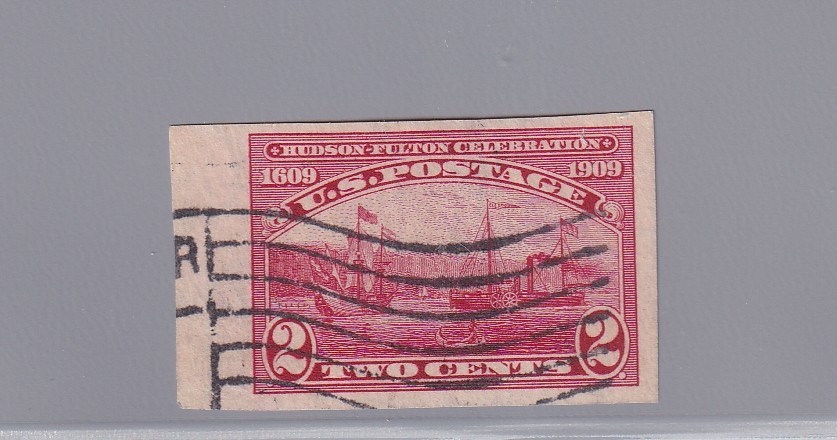 HUDSON-FULTON CELEBRATION
1609 1909
U.S.POSTAGE
2 TWO CENTS 2